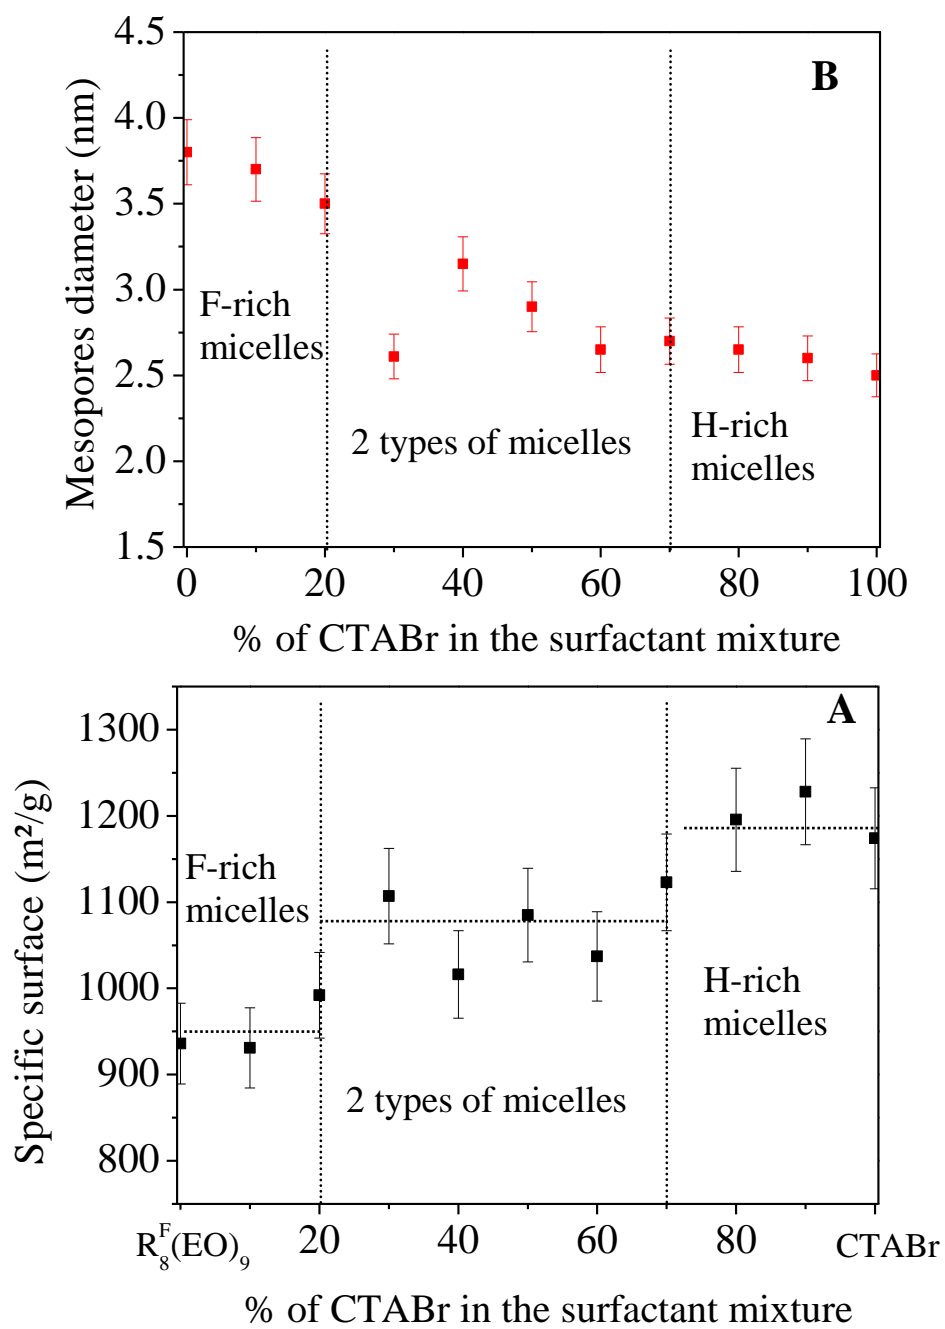 B
Mesopores diameter (nm)
4.5
4.0
3.5
3.0
2.5
2.0
1.5
F-rich
micelles
2 types of micelles
H-rich
micelles
0
20
40
60
80
100
% of CTABr in the surfactant mixture
A
Specific surface (m²/g)
1300
1200
1100
1000
900
800
F-rich
micelles
2 types of micelles
H-rich
micelles
R₈ᶠ(EO)₉
20
40
60
80
CTABr
% of CTABr in the surfactant mixture